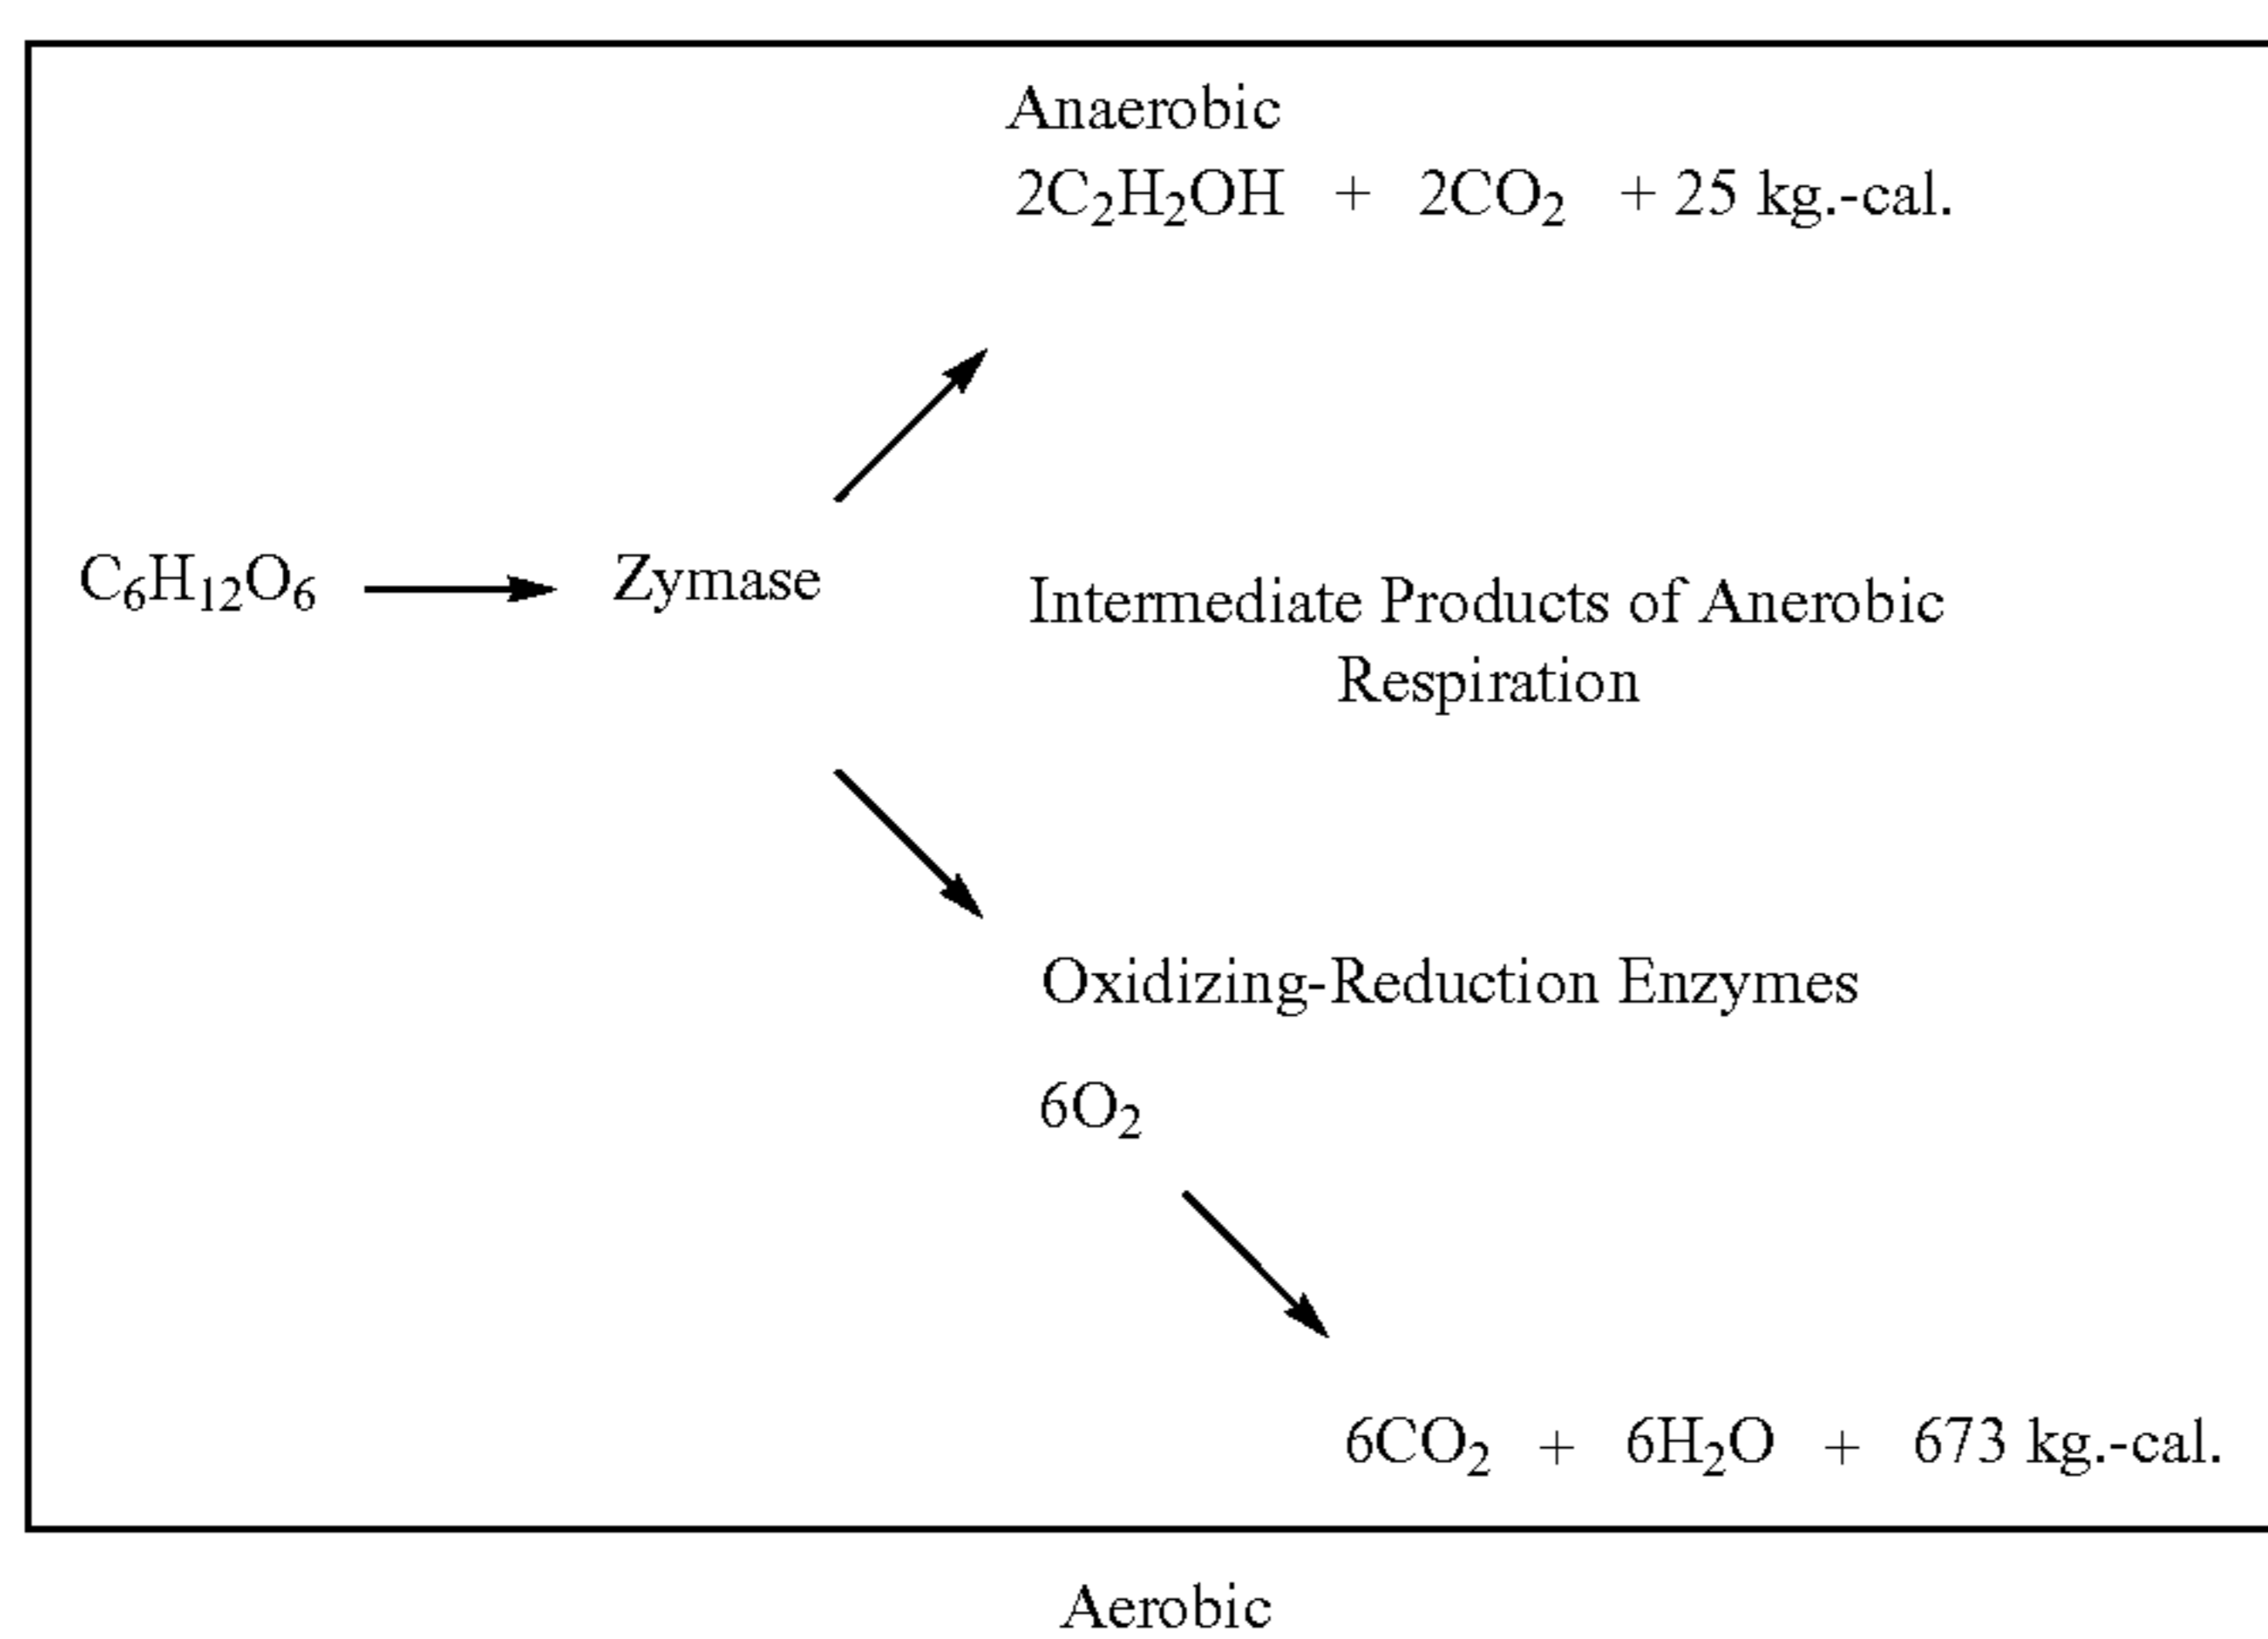 Anaerobic
2C₂H₂OH + 2CO₂ + 25 kg.-cal.
C₆H₁₂O₆ Zymase
Intermediate Products of Anerobic
Respiration
Oxidizing-Reduction Enzymes
6O₂
6CO₂ + 6H₂O + 673 kg.-cal.
Aerobic